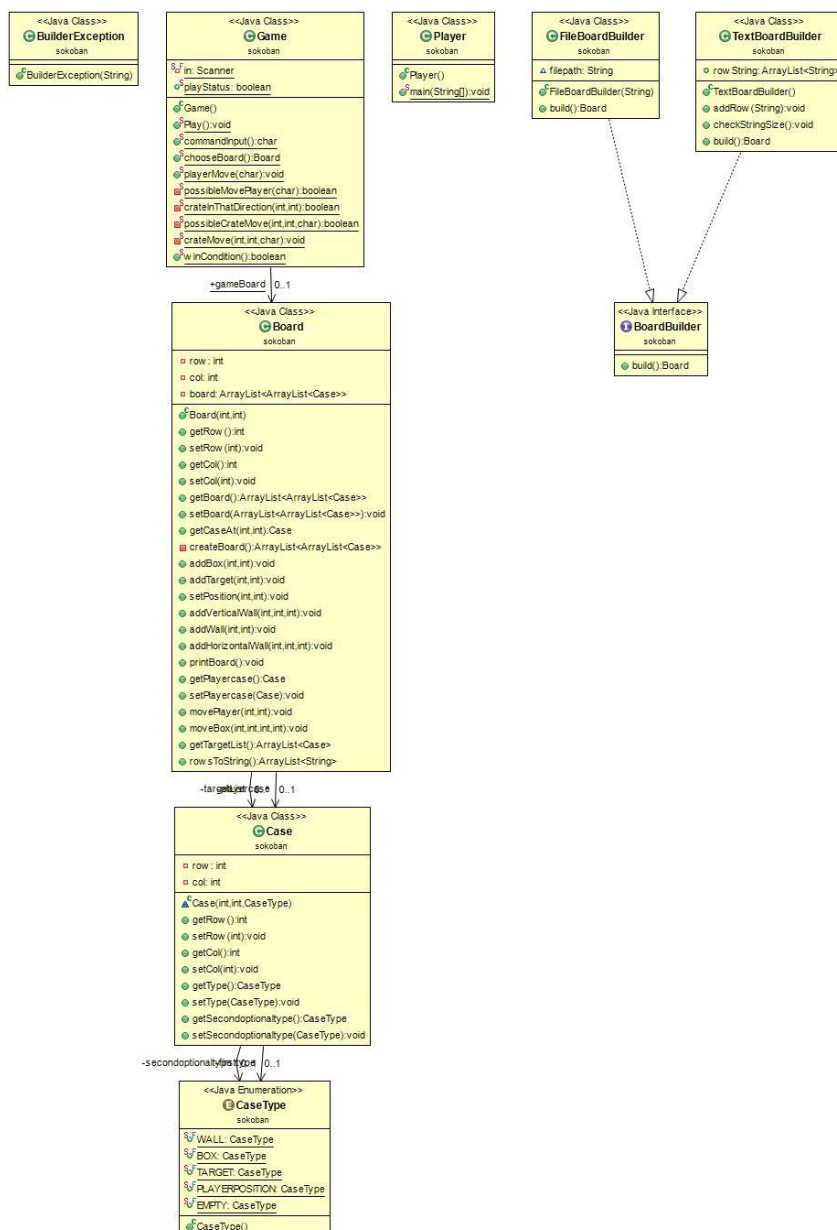 <<Java Class>>
BuilderException
sokoban
BuilderException(String)
<<Java Class>>
Game
sokoban
in: Scanner
playStatus: boolean
Game()
Play():void
commandInput():char
chooseBoard():Board
playerMove(char):void
possibleMovePlayer(char):boolean
crateInThatDirection(int,int):boolean
possibleCrateMove(int,int,char):boolean
crateMove(int,int,char):void
winCondition():boolean
<<Java Class>>
Player
sokoban
Player()
main(String[]):void
<<Java Class>>
FileBoardBuilder
sokoban
filepath: String
FileBoardBuilder(String)
build():Board
<<Java Class>>
TextBoardBuilder
sokoban
rowString: ArrayList<String>
TextBoardBuilder()
addRow(String):void
checkStringSize():void
build():Board
+gameBoard 0..1
<<Java Interface>>
BoardBuilder
sokoban
build():Board
<<Java Class>>
Board
sokoban
row: int
col: int
board: ArrayList<ArrayList<Case>>
Board(int,int)
getRow():int
setRow(int):void
getCol():int
setCol(int):void
getBoard():ArrayList<ArrayList<Case>>
setBoard(ArrayList<ArrayList<Case>>):void
getCaseAt(int,int):Case
createBoard():ArrayList<ArrayList<Case>>
addBox(int,int):void
addTarget(int,int):void
setPosition(int,int):void
addVerticalWall(int,int,int):void
addWall(int,int):void
addHorizontalWall(int,int,int):void
printBoard():void
getPlayercase():Case
setPlayercase(Case):void
movePlayer(int,int):void
moveBox(int,int,int,int):void
getTargetList():ArrayList<Case>
rowsToString():ArrayList<String>
0..1
<<Java Class>>
Case
sokoban
row: int
col: int
Case(int,int,CaseType)
getRow():int
setRow(int):void
getCol():int
setCol(int):void
getType():CaseType
setType(CaseType):void
getSecondoptionaltype():CaseType
setSecondoptionaltype(CaseType):void
0..1
<<Java Enumeration>>
CaseType
sokoban
WALL: CaseType
BOX: CaseType
TARGET: CaseType
PLAYERPOSITION: CaseType
EMPTY: CaseType
CaseType()